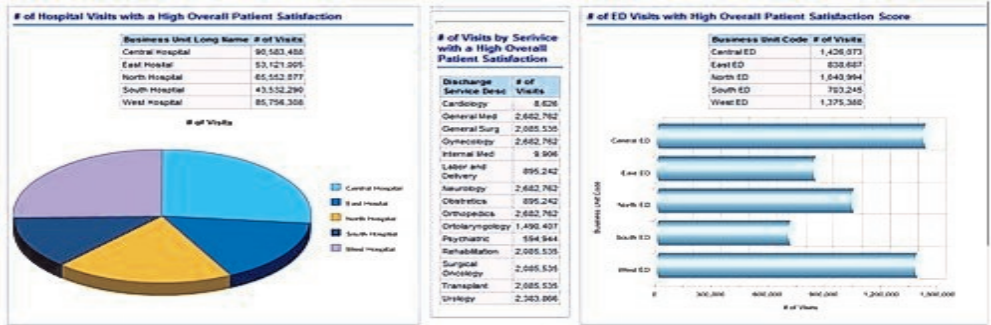 # of Hospital Visits with a High Overall Patient Satisfaction
Business Unit Long Name # of Visits
Central Hospital 90,583,488
East Hosital 53,121,005
North Hospital 65,552,077
South Hospital 43,532,290
West Hospital 85,756,308
# of Visits
Central Hospital
East Hosital
North Hospital
South Hospital
West Hospital
# of Visits by Serivice
with a High Overall
Patient Satisfaction
Discharge # of
Service Desc Visits
Cardiology 8,626
General Med 2,682,762
General Surg 2,085,535
Gynecology 2,682,762
Internal Med 9,906
Labor and
Delivery 895,242
Neurology 2,682,762
Obstetrics 895,242
Orthopedics 2,682,762
Ortolaryngology 1,490,407
Psychiatric 594,944
Rehabilitation 2,085,535
Surgical
Oncology 2,085,535
Transplant 2,085,535
Urology 2,383,866
# of ED Visits with High Overall Patient Satisfaction Score
Business Unit Code # of Visits
Central ED 1,426,073
East ED 838,687
North ED 1,040,994
South ED 703,245
West ED 1,375,380
Business Unit Code
Central ED
East ED
North ED
South ED
West ED
0 300,000 600,000 900,000 1,200,000 1,500,000
# of Visits